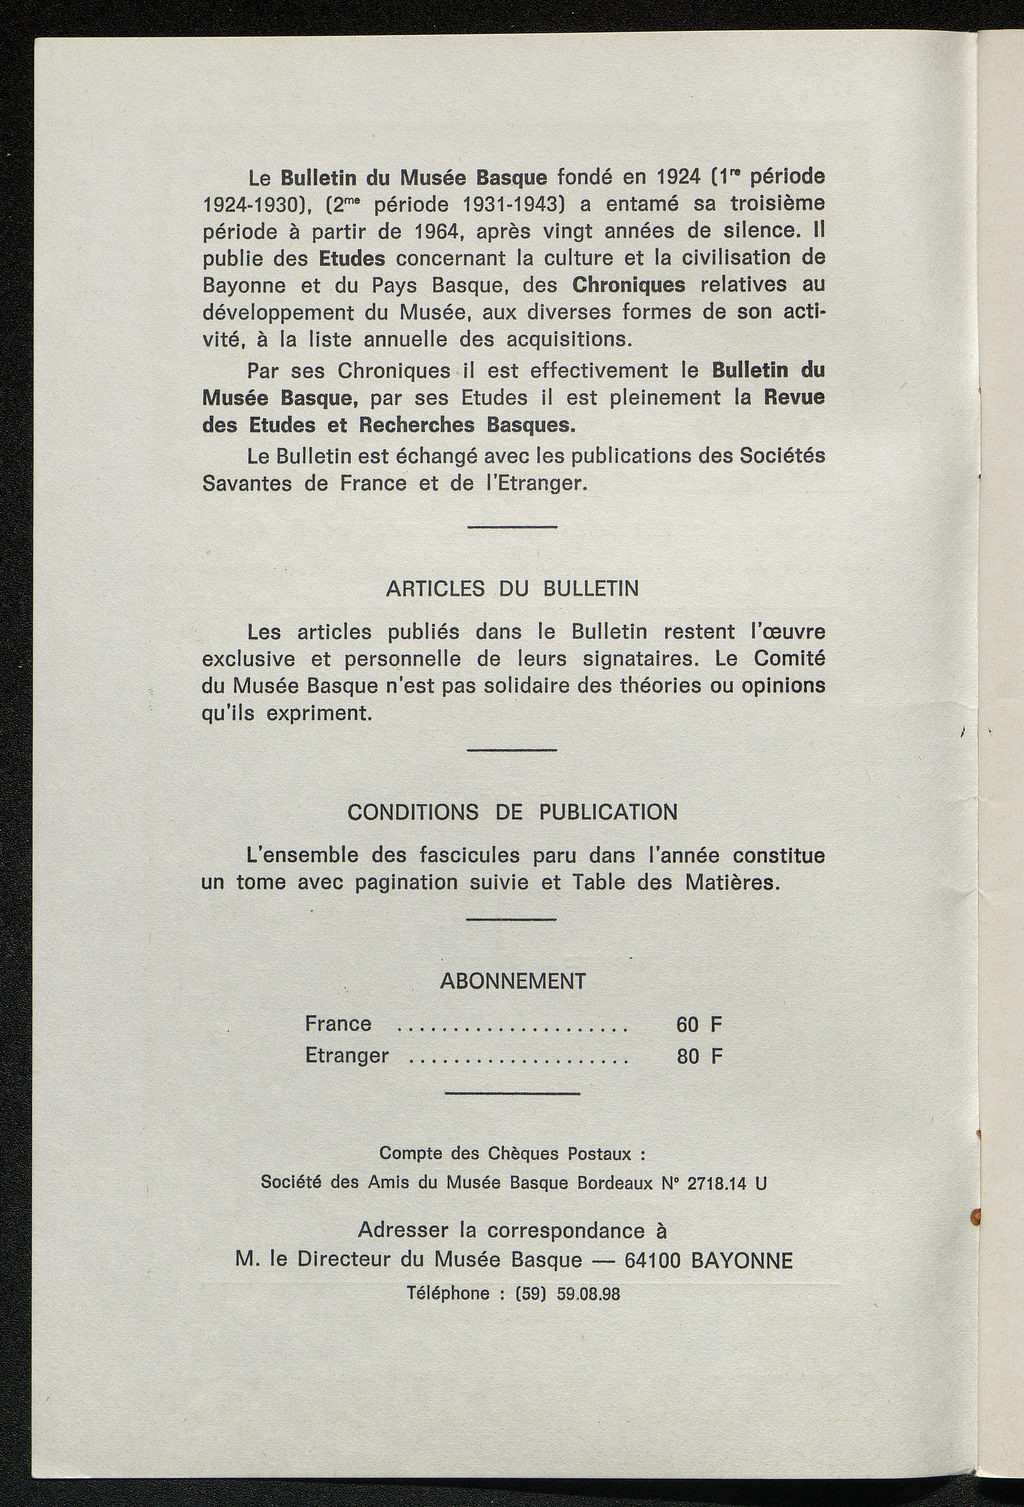 Le Bulletin du Musée Basque fondé en 1924 (1re période
1924-1930), (2me période 1931-1943) a entamé sa troisième
période à partir de 1964, après vingt années de silence. Il
publie des Etudes concernant la culture et la civilisation de
Bayonne et du Pays Basque, des Chroniques relatives au
développement du Musée, aux diverses formes de son acti-
vité, à la liste annuelle des acquisitions.
Par ses Chroniques il est effectivement le Bulletin du
Musée Basque, par ses Etudes il est pleinement la Revue
des Etudes et Recherches Basques.
Le Bulletin est échangé avec les publications des Sociétés
Savantes de France et de l'Etranger.
ARTICLES DU BULLETIN
Les articles publiés dans le Bulletin restent l'œuvre
exclusive et personnelle de leurs signataires. Le Comité
du Musée Basque n'est pas solidaire des théories ou opinions
qu'ils expriment.
CONDITIONS DE PUBLICATION
L'ensemble des fascicules paru dans l'année constitue
un tome avec pagination suivie et Table des Matières.
ABONNEMENT
France ..................... 60 F
Etranger .................... 80 F
Compte des Chèques Postaux :
Société des Amis du Musée Basque Bordeaux N° 2718.14 U
Adresser la correspondance à
M. le Directeur du Musée Basque — 64100 BAYONNE
Téléphone : (59) 59.08.98